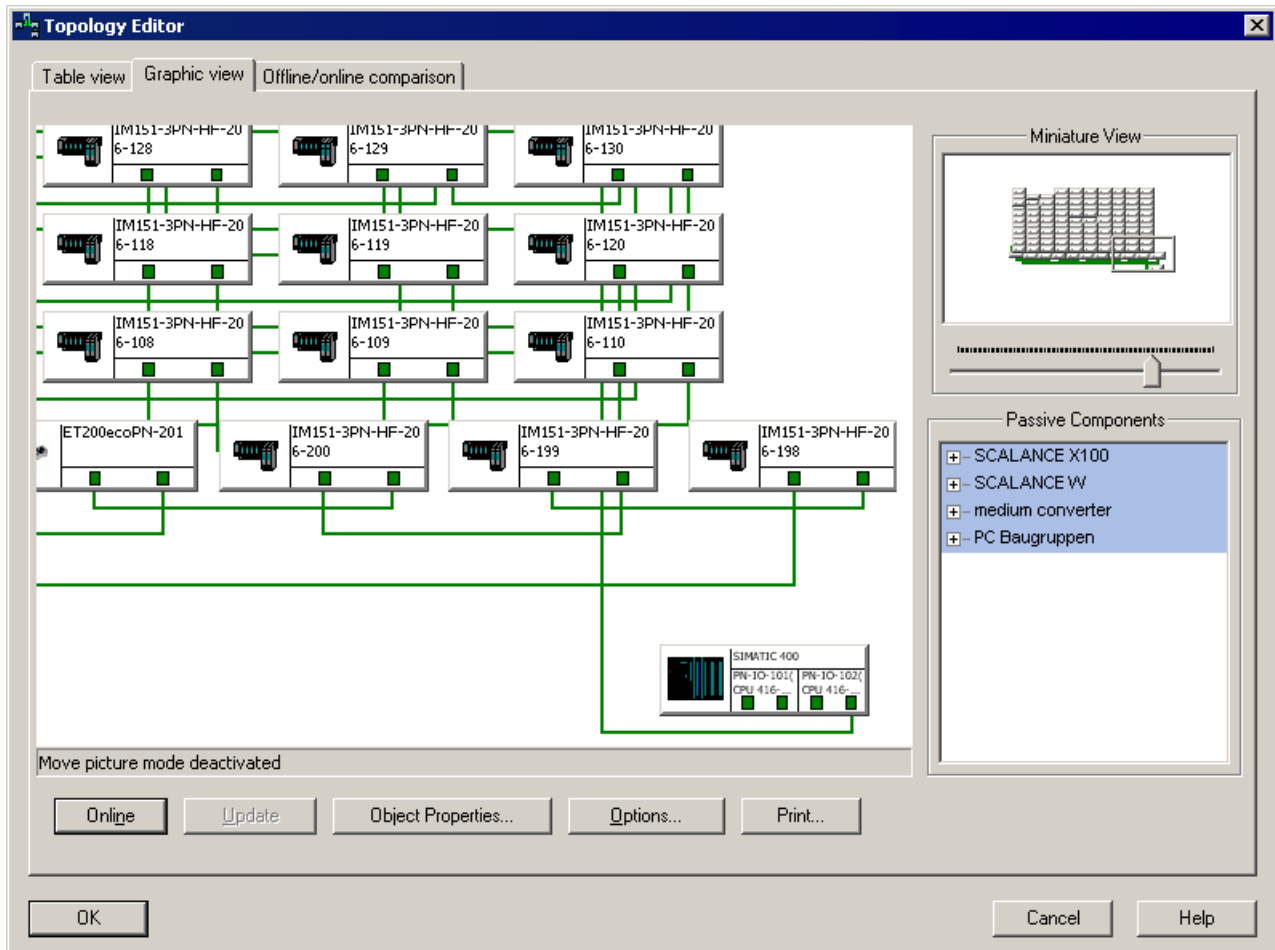 Topology Editor
Table view
Graphic view
Offline/online comparison
IM151-3PN-HF-20
6-128
IM151-3PN-HF-20
6-129
IM151-3PN-HF-20
6-130
IM151-3PN-HF-20
6-118
IM151-3PN-HF-20
6-119
IM151-3PN-HF-20
6-120
IM151-3PN-HF-20
6-108
IM151-3PN-HF-20
6-109
IM151-3PN-HF-20
6-110
ET200ecoPN-201
IM151-3PN-HF-20
6-200
IM151-3PN-HF-20
6-199
IM151-3PN-HF-20
6-198
SIMATIC 400
PN-IO-101(
CPU 416-...
PN-IO-102(
CPU 416-...
Move picture mode deactivated
Miniature View
Passive Components
SCALANCE X100
SCALANCE W
medium converter
PC Baugruppen
Online
Update
Object Properties...
Options...
Print...
OK
Cancel
Help